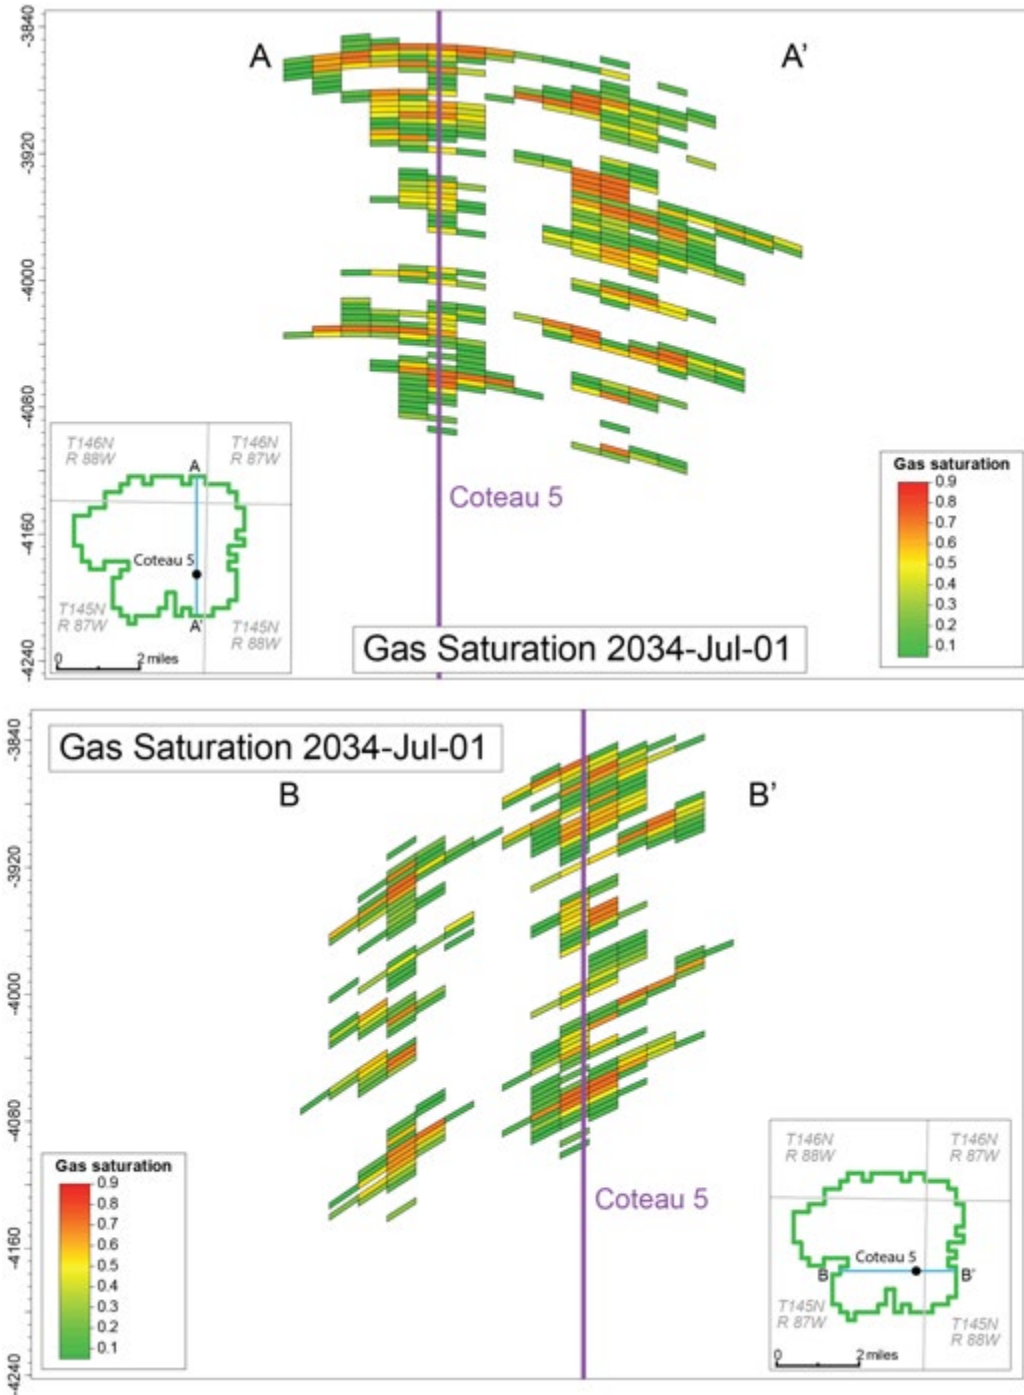 -3840
-3920
-4000
-4080
-4160
-4240
A
A'
Coteau 5
T146N
R 88W
T146N
R 87W
A
Coteau 5
T145N
R 87W
A'
T145N
R 88W
0
2 miles
Gas Saturation 2034-Jul-01
Gas saturation
0.9
0.8
0.7
0.6
0.5
0.4
0.3
0.2
0.1
Gas Saturation 2034-Jul-01
-3840
-3920
-4000
-4080
-4160
-4240
B
B'
Coteau 5
Gas saturation
0.9
0.8
0.7
0.6
0.5
0.4
0.3
0.2
0.1
T146N
R 88W
T146N
R 87W
Coteau 5
B
B'
T145N
R 87W
T145N
R 88W
0
2 miles